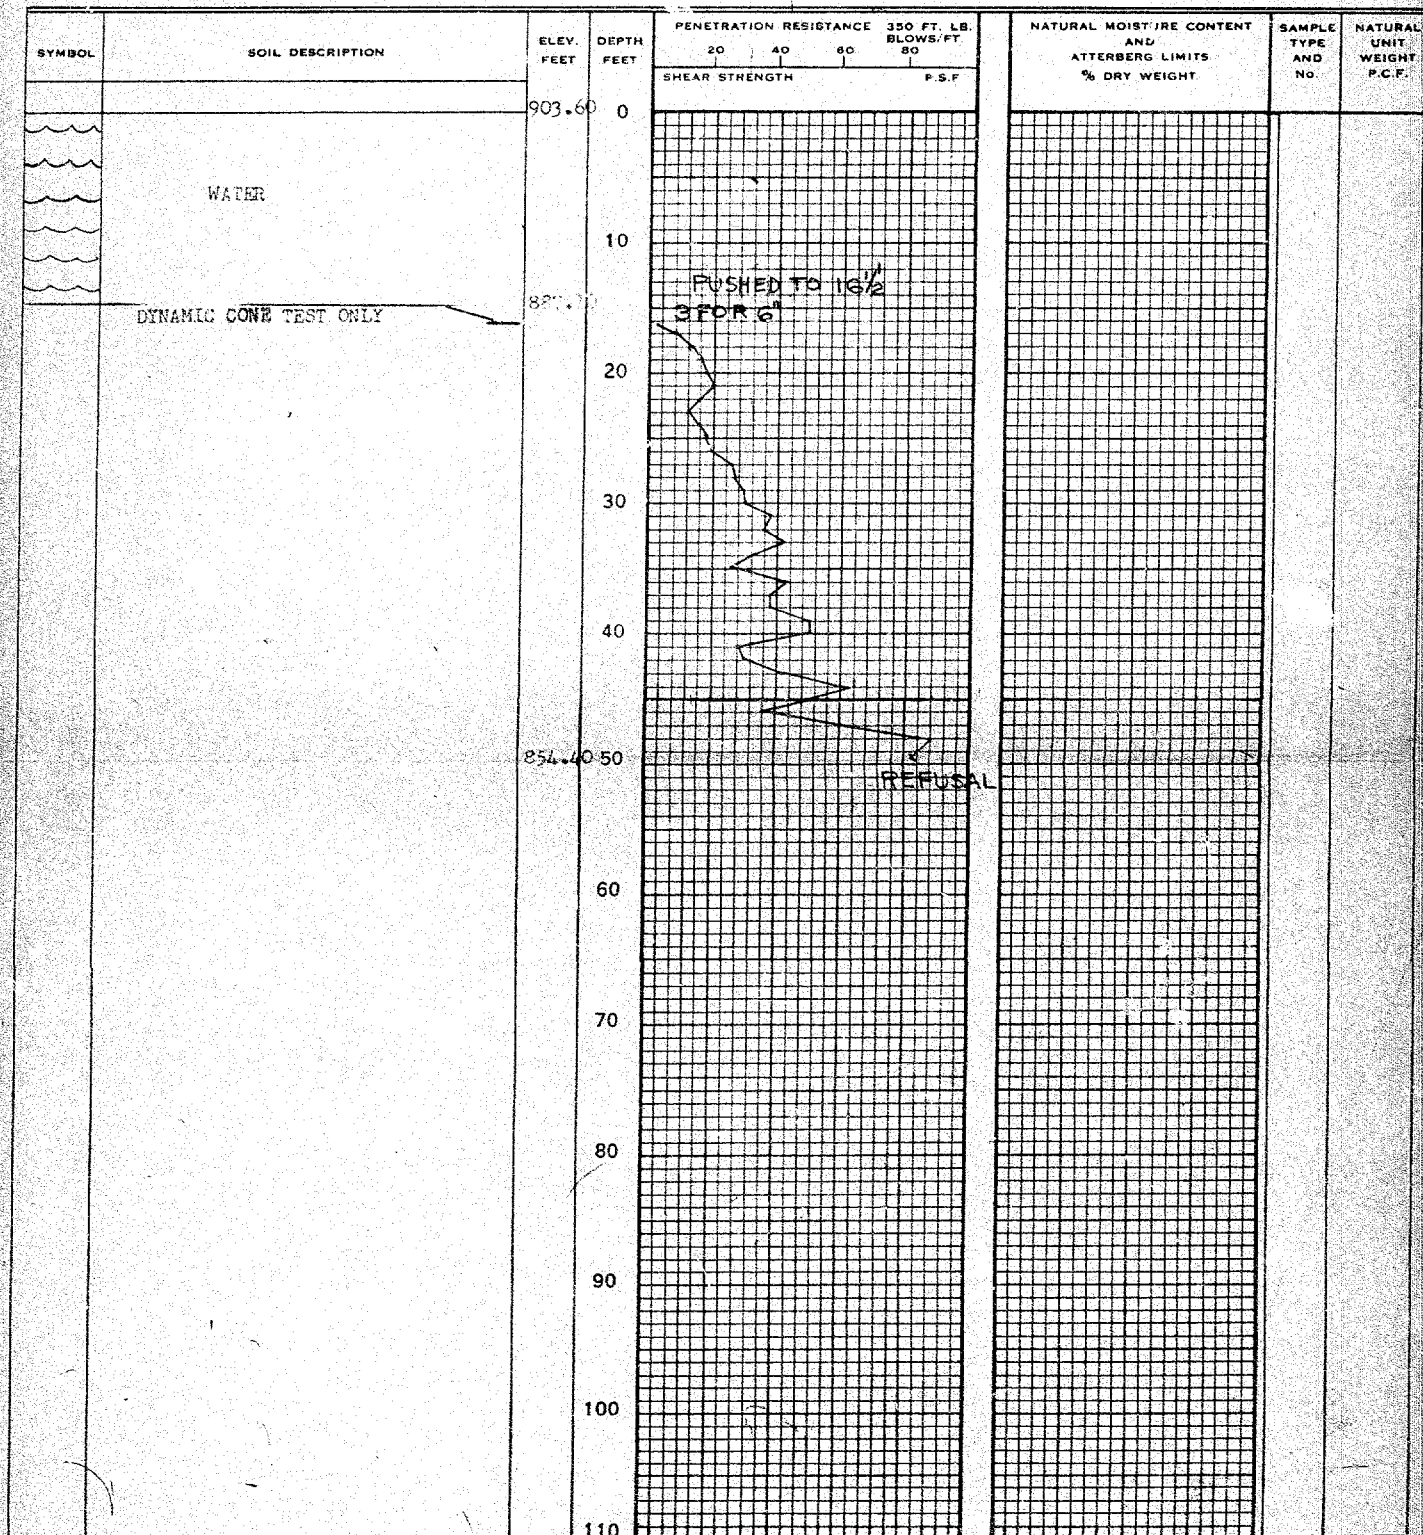 SYMBOL
SOIL DESCRIPTION
ELEV.
FEET
DEPTH
FEET
PENETRATION RESISTANCE 350 FT. LB.
BLOWS/FT.
20 40 60 80
SHEAR STRENGTH P.S.F
NATURAL MOISTURE CONTENT
AND
ATTERBERG LIMITS
% DRY WEIGHT
SAMPLE
TYPE
AND
No.
NATURAL
UNIT
WEIGHT
P.C.F.
903.60 0
WATER
10
PUSHED TO 16½'
3 FOR 6"
DYNAMIC CONE TEST ONLY
20
30
40
854.40 50
REFUSAL
60
70
80
90
100
110